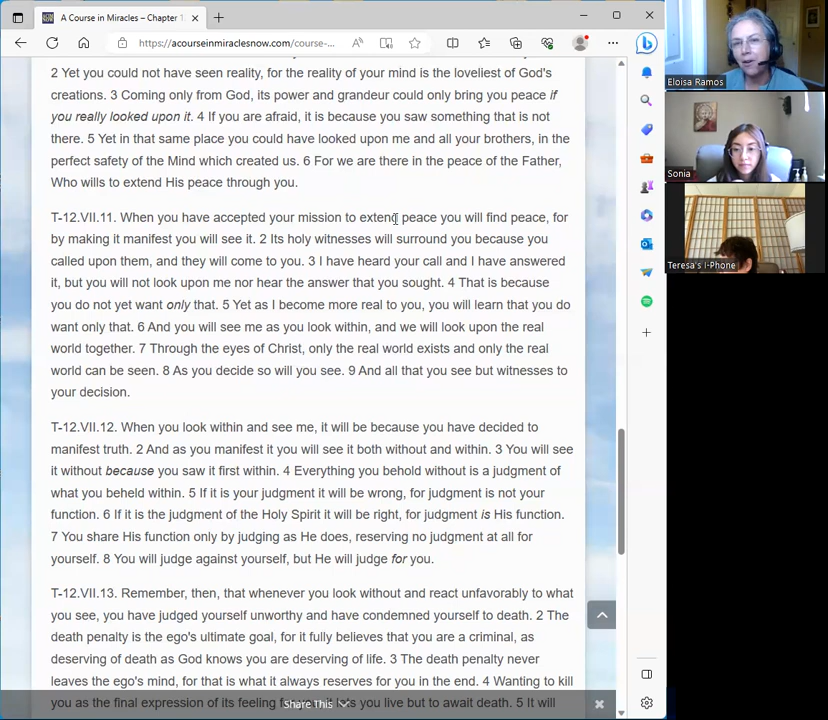 A Course in Miracles – Chapter 1
https://acourseinmiraclesnow.com/course-...
2 Yet you could not have seen reality, for the reality of your mind is the loveliest of God's
creations. 3 Coming only from God, its power and grandeur could only bring you peace if
you really looked upon it. 4 If you are afraid, it is because you saw something that is not
there. 5 Yet in that same place you could have looked upon me and all your brothers, in the
perfect safety of the Mind which created us. 6 For we are there in the peace of the Father,
Who wills to extend His peace through you.
T-12.VII.11. When you have accepted your mission to extend peace you will find peace, for
by making it manifest you will see it. 2 Its holy witnesses will surround you because you
called upon them, and they will come to you. 3 I have heard your call and I have answered
it, but you will not look upon me nor hear the answer that you sought. 4 That is because
you do not yet want only that. 5 Yet as I become more real to you, you will learn that you do
want only that. 6 And you will see me as you look within, and we will look upon the real
world together. 7 Through the eyes of Christ, only the real world exists and only the real
world can be seen. 8 As you decide so will you see. 9 And all that you see but witnesses to
your decision.
T-12.VII.12. When you look within and see me, it will be because you have decided to
manifest truth. 2 And as you manifest it you will see it both without and within. 3 You will see
it without because you saw it first within. 4 Everything you behold without is a judgment of
what you beheld within. 5 If it is your judgment it will be wrong, for judgment is not your
function. 6 If it is the judgment of the Holy Spirit it will be right, for judgment is His function.
7 You share His function only by judging as He does, reserving no judgment at all for
yourself. 8 You will judge against yourself, but He will judge for you.
T-12.VII.13. Remember, then, that whenever you look without and react unfavorably to what
you see, you have judged yourself unworthy and have condemned yourself to death. 2 The
death penalty is the ego's ultimate goal, for it fully believes that you are a criminal, as
deserving of death as God knows you are deserving of life. 3 The death penalty never
leaves the ego's mind, for that is what it always reserves for you in the end. 4 Wanting to kill
you as the final expression of its feeling for you, it lets you live but to await death. 5 It will
Share This
Eloisa Ramos
Sonia
Teresa's i-Phone